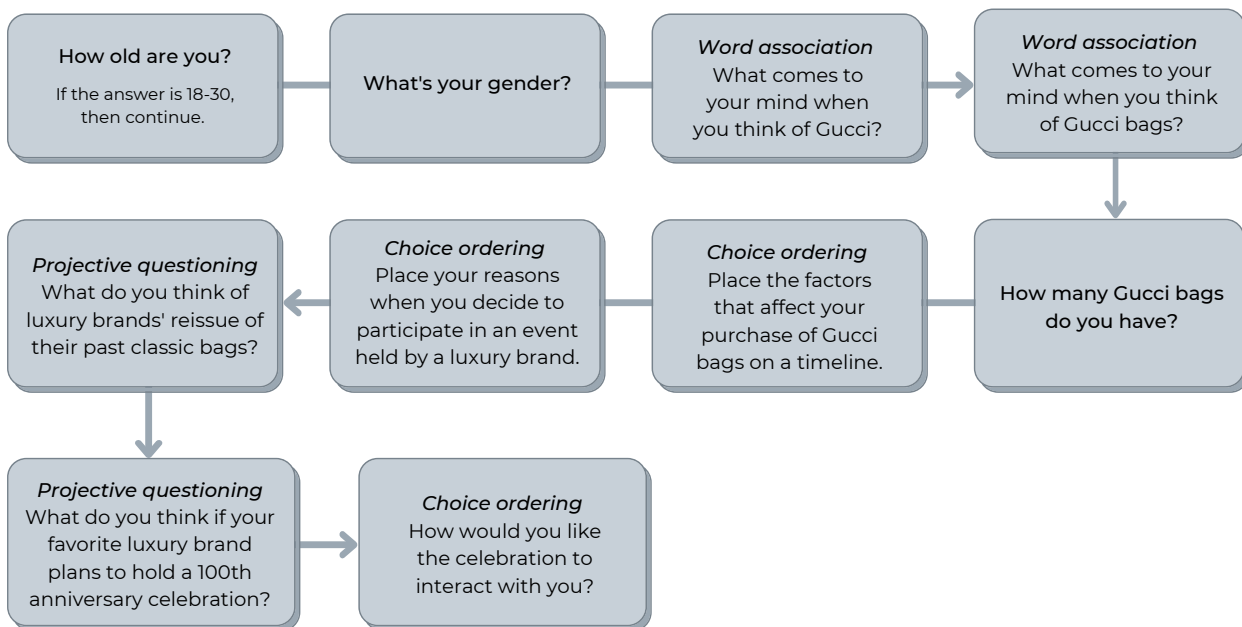 How old are you?
If the answer is 18-30,
then continue.
What's your gender?
Word association
What comes to
your mind when
you think of Gucci?
Word association
What comes to your
mind when you think
of Gucci bags?
How many Gucci bags
do you have?
Choice ordering
Place the factors
that affect your
purchase of Gucci
bags on a timeline.
Choice ordering
Place your reasons
when you decide to
participate in an event
held by a luxury brand.
Projective questioning
What do you think of
luxury brands' reissue of
their past classic bags?
Projective questioning
What do you think if your
favorite luxury brand
plans to hold a 100th
anniversary celebration?
Choice ordering
How would you like
the celebration to
interact with you?